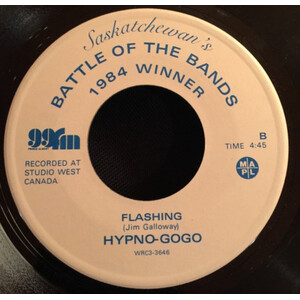 Saskatchewan's
BATTLE OF THE BANDS
1984 WINNER
99fm
RECORDED AT
STUDIO WEST
CANADA
B
TIME 4:45
M A
P L
FLASHING
(Jim Galloway)
HYPNO-GOGO
WRC3-3646